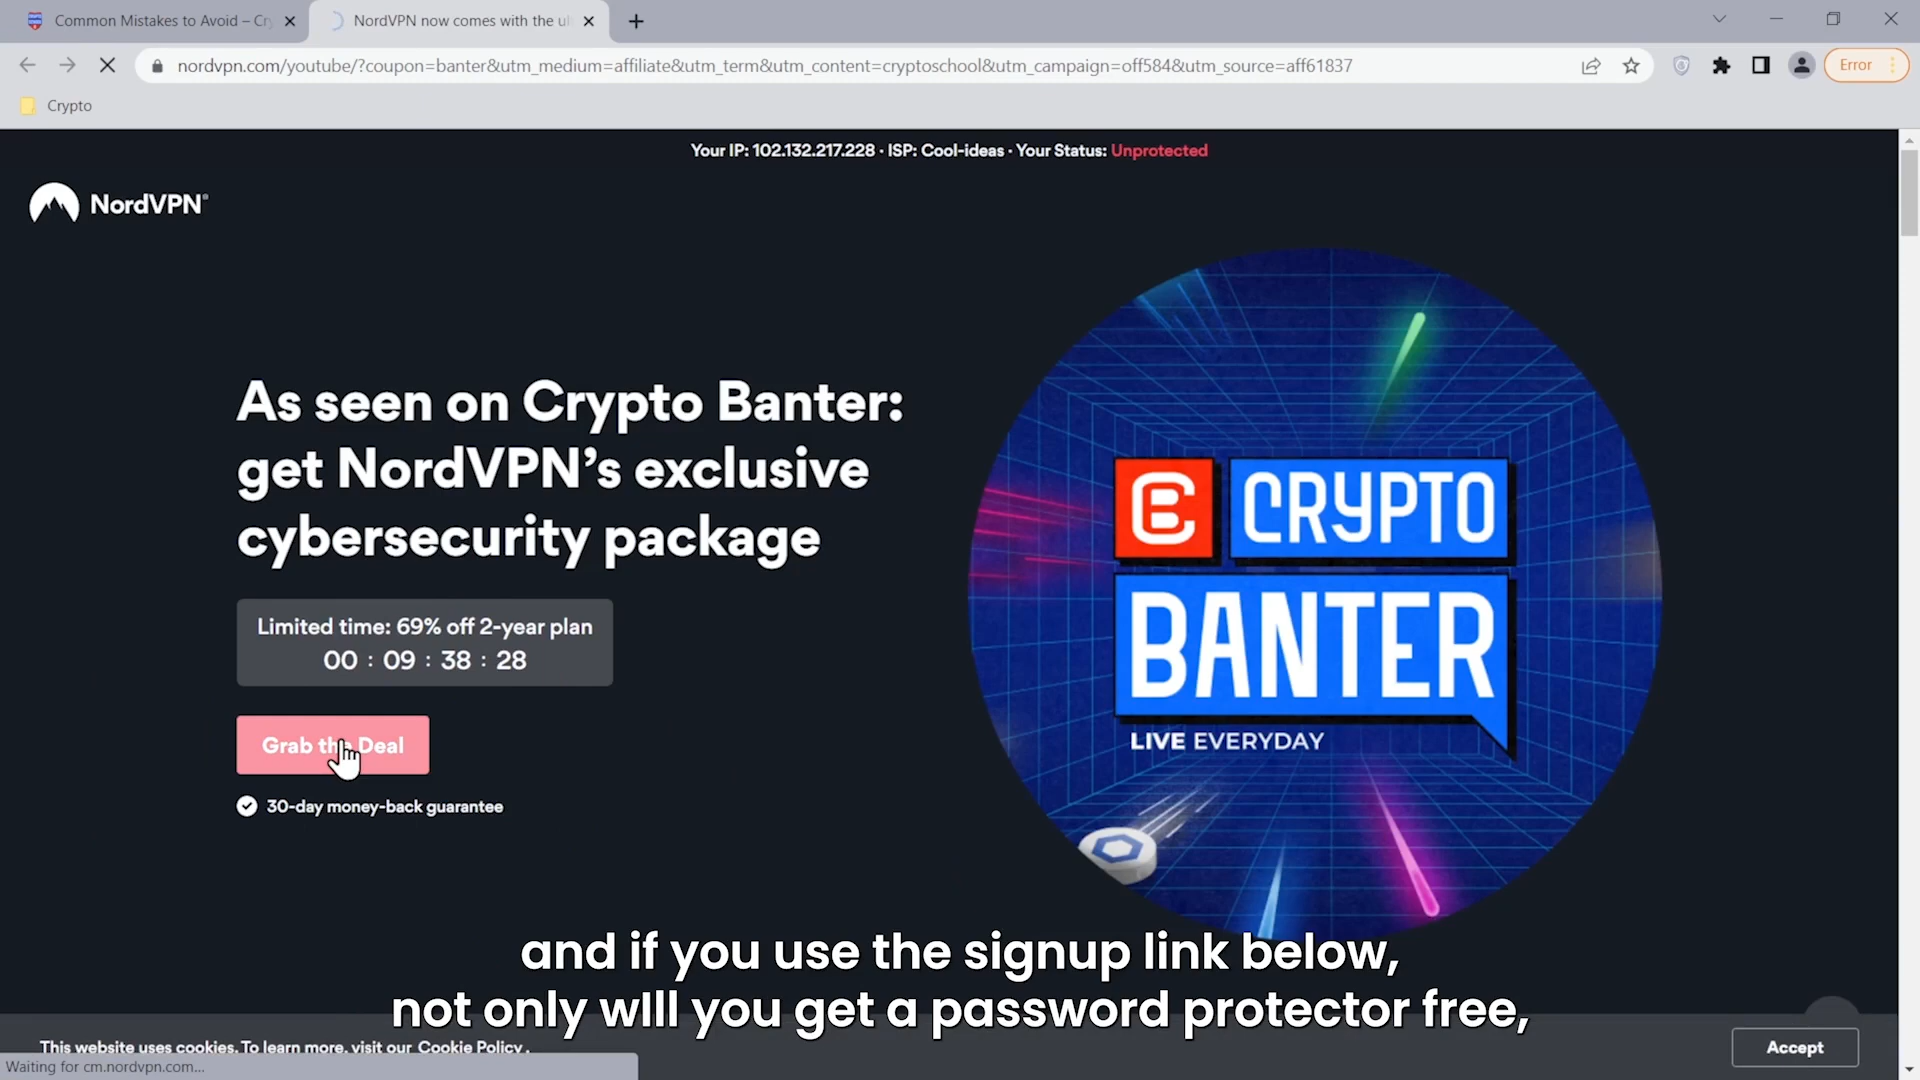 Common Mistakes to Avoid – Cr
NordVPN now comes with the ul
nordvpn.com/youtube/?coupon=banter&utm_medium=affiliate&utm_term&utm_content=cryptoschool&utm_campaign=off584&utm_source=aff61837
Error
Crypto
Your IP: 102.132.217.228 · ISP: Cool-ideas · Your Status: Unprotected
NordVPN®
As seen on Crypto Banter:
get NordVPN’s exclusive
cybersecurity package
Limited time: 69% off 2-year plan
00 : 09 : 38 : 28
Grab the Deal
30-day money-back guarantee
CRYPTO
BANTER
LIVE EVERYDAY
and if you use the signup link below,
not only wIll you get a password protector free,
This website uses cookies. To learn more, visit our Cookie Policy.
Accept
Waiting for cm.nordvpn.com...